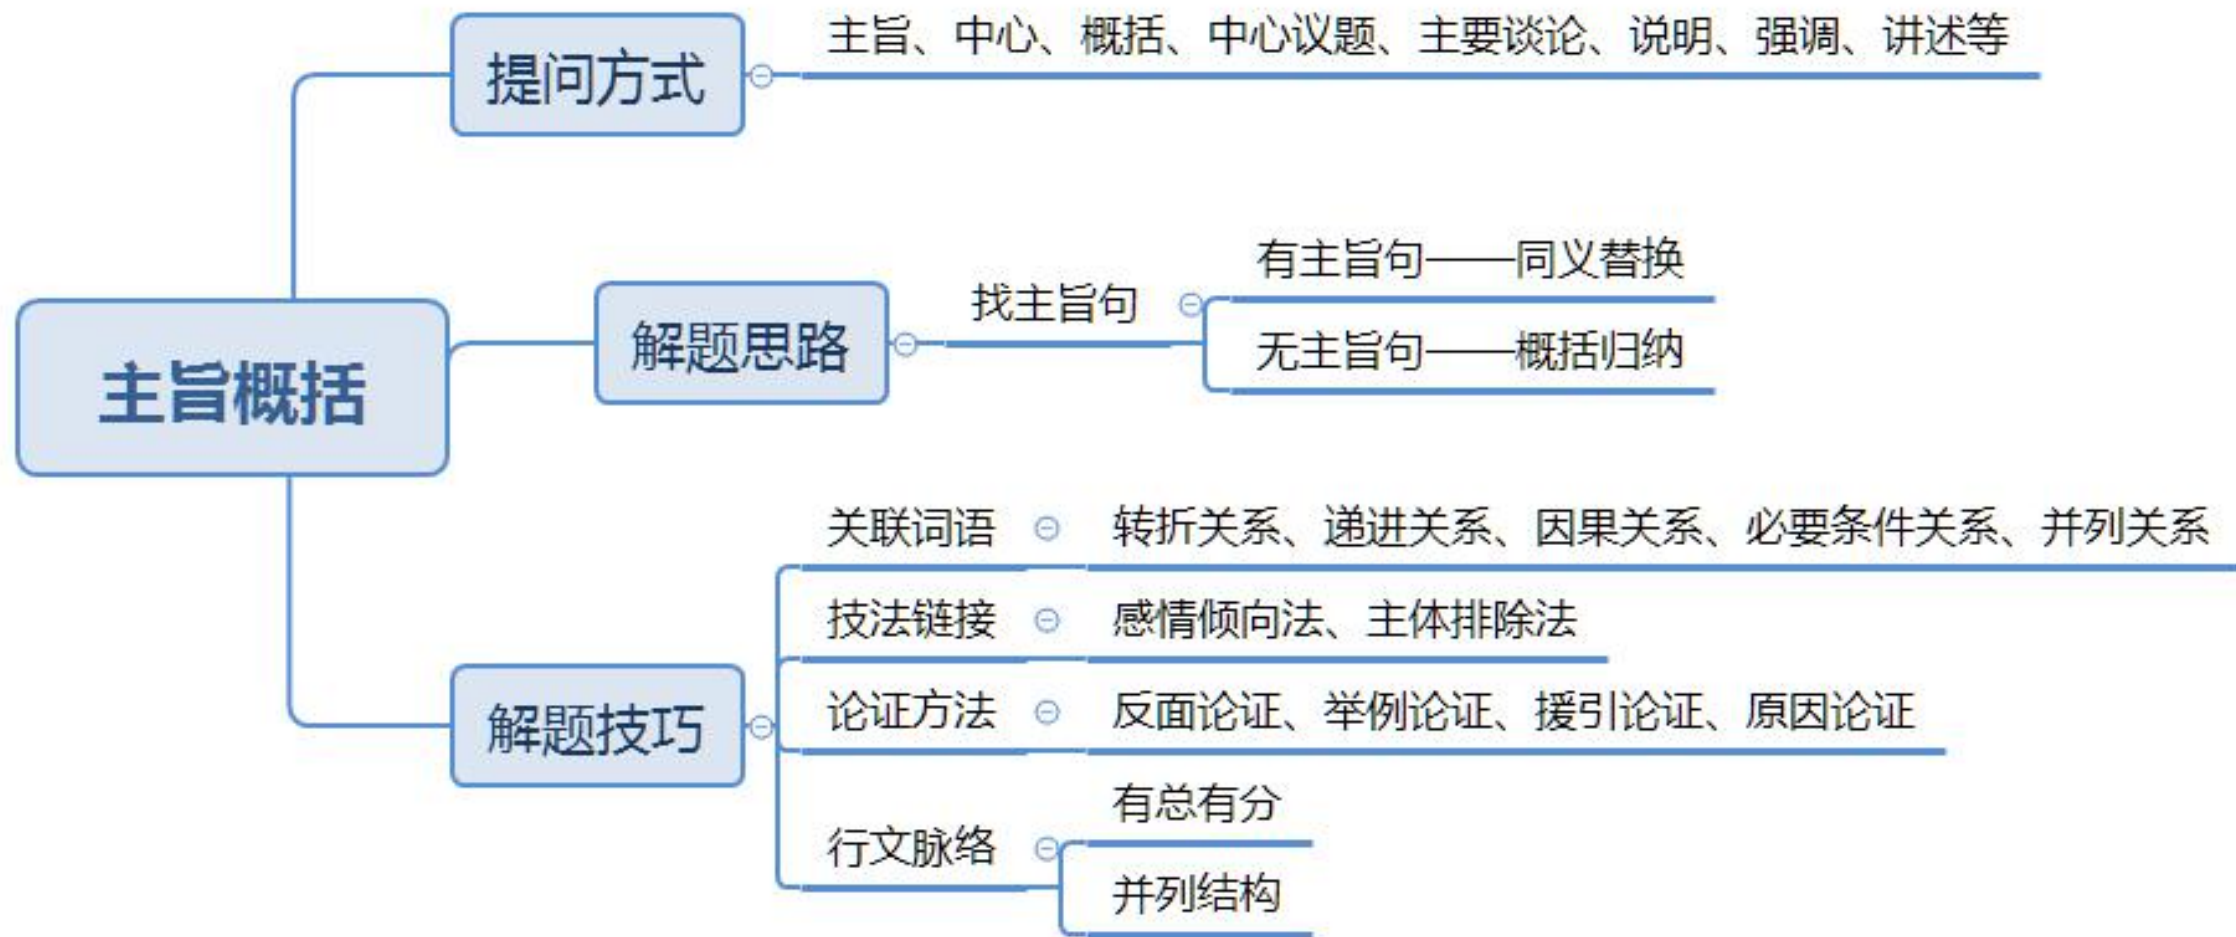 提问方式
主旨、中心、概括、中心议题、主要谈论、说明、强调、讲述等
主旨概括
解题思路
找主旨句
有主旨句——同义替换
无主旨句——概括归纳
解题技巧
关联词语
转折关系、递进关系、因果关系、必要条件关系、并列关系
技法链接
感情倾向法、主体排除法
论证方法
反面论证、举例论证、援引论证、原因论证
行文脉络
有总有分
并列结构